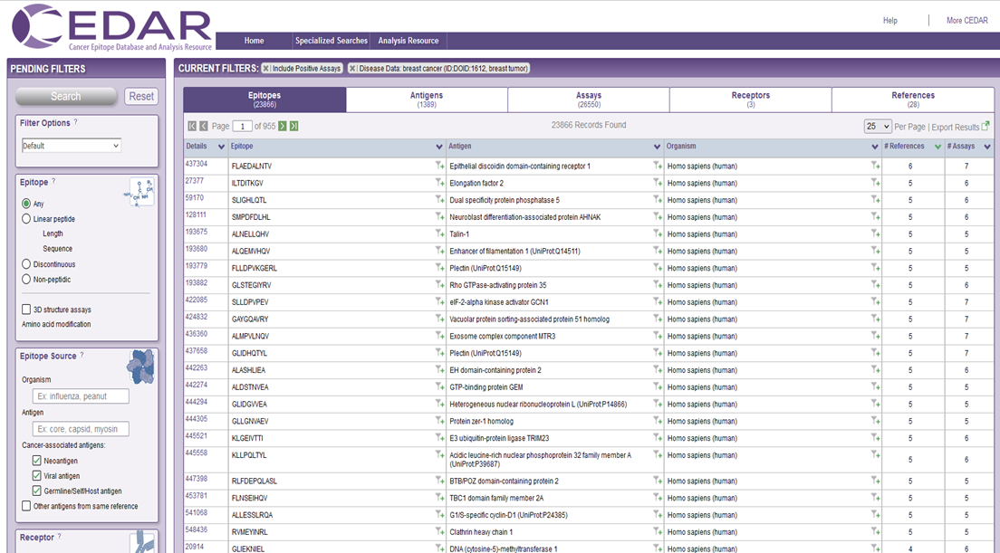 CEDAR
Cancer Epitope Database and Analysis Resource
Help | More CEDAR
Home Specialized Searches Analysis Resource
PENDING FILTERS
Search Reset
Filter Options ?
Default
Epitope ?
Any
Linear peptide
Length
Sequence
Discontinuous
Non-peptidic
3D structure assays
Amino acid modification
Epitope Source ?
Organism
Ex: influenza, peanut
Antigen
Ex: core, capsid, myosin
Cancer-associated antigens:
Neoantigen
Viral antigen
Germline/Self/Host antigen
Other antigens from same reference
Receptor ?
CURRENT FILTERS: Include Positive Assays Disease Data: breast cancer (ID:DOID:1612, breast tumor)
Epitopes Antigens Assays Receptors References
(23866) (1389) (26550) (3) (28)
Page 1 of 955 23866 Records Found 25 Per Page | Export Results
Details Epitope Antigen Organism # References # Assays
437304 FLAEDALNTV Epithelial discoidin domain-containing receptor 1 Homo sapiens (human) 6 7
27377 ILTDITKGV Elongation factor 2 Homo sapiens (human) 5 6
59170 SLIGHLQTL Dual specificity protein phosphatase 5 Homo sapiens (human) 5 6
128111 SMPDFDLHL Neuroblast differentiation-associated protein AHNAK Homo sapiens (human) 5 6
193675 ALNELLQHV Talin-1 Homo sapiens (human) 5 5
193680 ALQEMVHQV Enhancer of filamentation 1 (UniProt:Q14511) Homo sapiens (human) 5 5
193779 FLLDPVKGERL Plectin (UniProt:Q15149) Homo sapiens (human) 5 5
193882 GLSTEGIYRV Rho GTPase-activating protein 35 Homo sapiens (human) 5 6
422085 SLLDPVPEV eIF-2-alpha kinase activator GCN1 Homo sapiens (human) 5 7
424832 GAYGQAVRY Vacuolar protein sorting-associated protein 51 homolog Homo sapiens (human) 5 7
436360 ALMPVLNQV Exosome complex component MTR3 Homo sapiens (human) 5 7
437658 GLIDHQTYL Plectin (UniProt:Q15149) Homo sapiens (human) 5 7
442263 ALASHLIEA EH domain-containing protein 2 Homo sapiens (human) 5 6
442274 ALDSTNVEA GTP-binding protein GEM Homo sapiens (human) 5 5
444294 GLIDGVVEA Heterogeneous nuclear ribonucleoprotein L (UniProt:P14866) Homo sapiens (human) 5 5
444305 GLLGNVAEV Protein zer-1 homolog Homo sapiens (human) 5 5
445521 KLGEIVTTI E3 ubiquitin-protein ligase TRIM23 Homo sapiens (human) 5 6
445558 KLLPQLTYL Acidic leucine-rich nuclear phosphoprotein 32 family member A Homo sapiens (human) 5 6
(UniProt:P39687)
447398 RLFDEPQLASL BTB/POZ domain-containing protein 2 Homo sapiens (human) 5 5
453781 FLNSEIHQV TBC1 domain family member 2A Homo sapiens (human) 5 5
541068 ALLESSLRQA G1/S-specific cyclin-D1 (UniProt:P24385) Homo sapiens (human) 5 5
548436 RVMEYINRL Clathrin heavy chain 1 Homo sapiens (human) 5 5
20914 GLIEKNIEL DNA (cytosine-5)-methyltransferase 1 Homo sapiens (human) 4 6